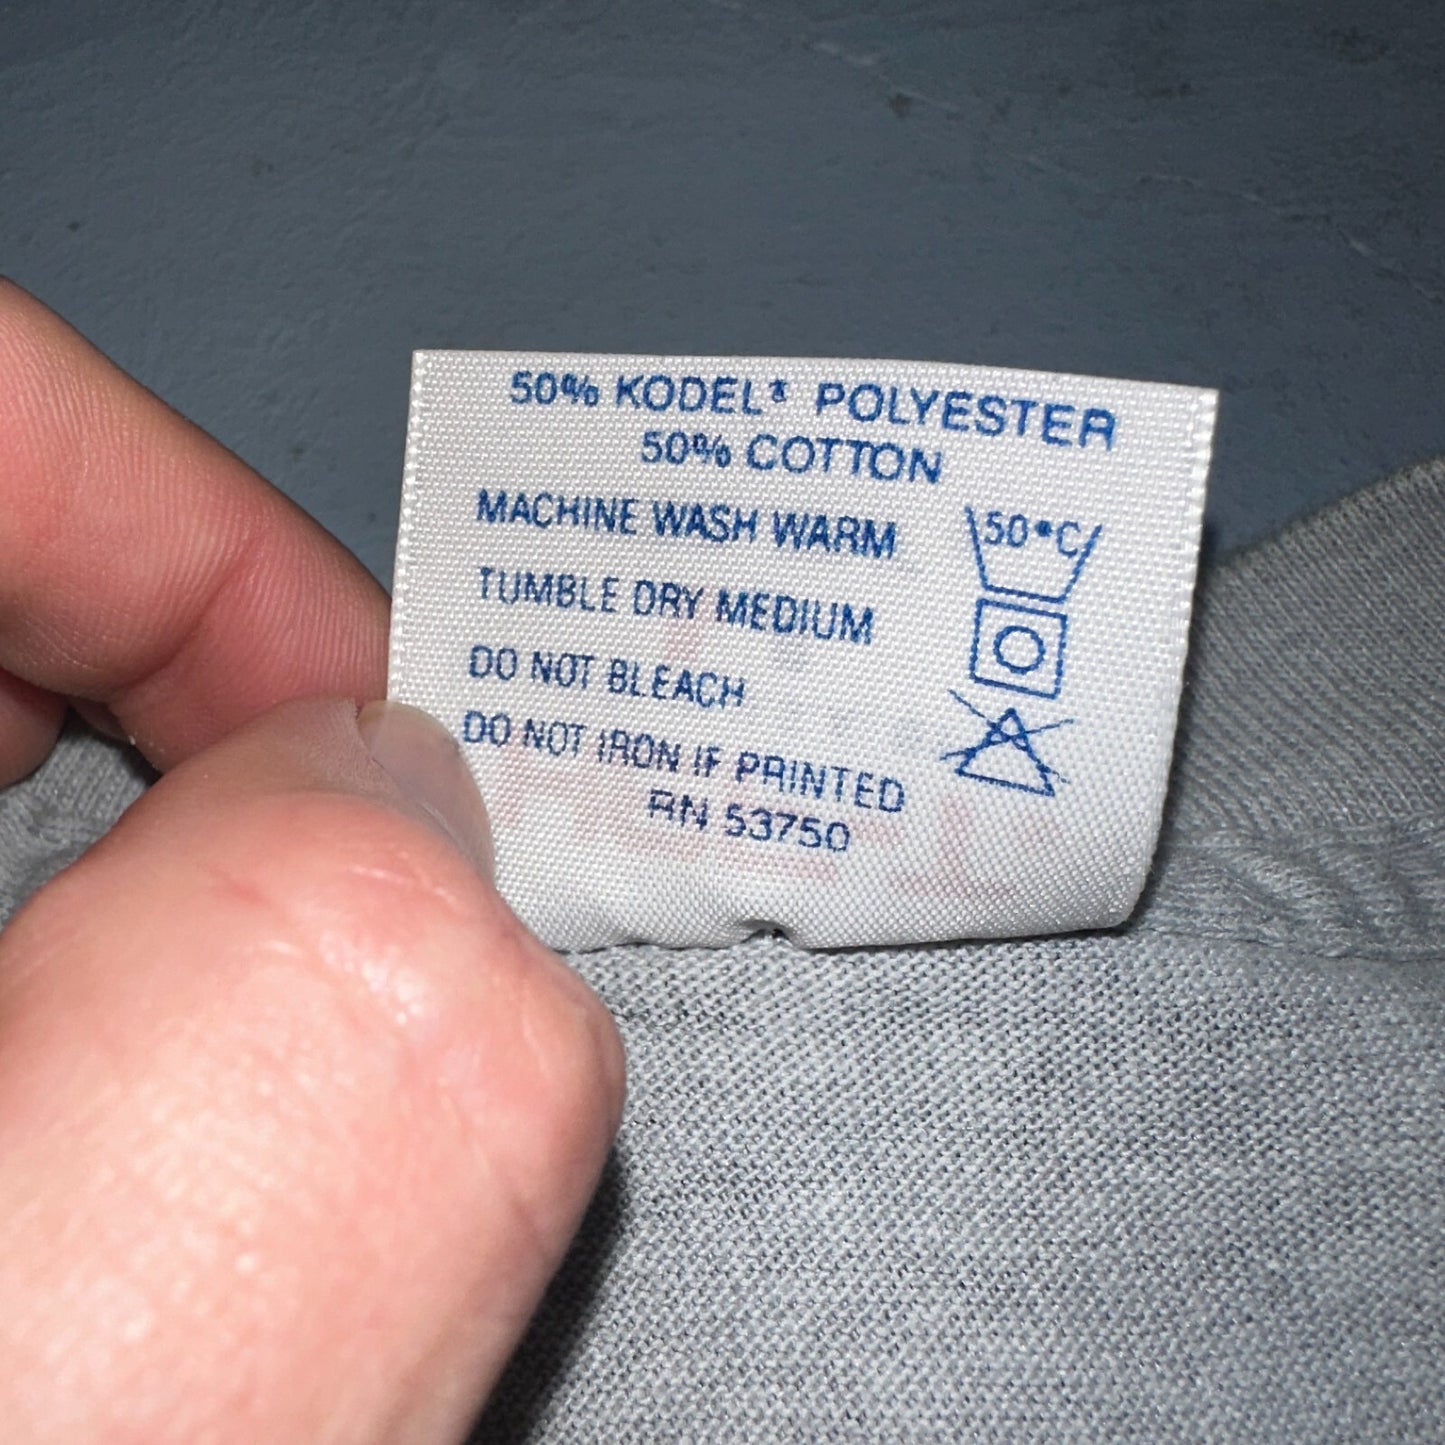 50% KODEL* POLYESTER
50% COTTON
MACHINE WASH WARM
50°C
TUMBLE DRY MEDIUM
DO NOT BLEACH
DO NOT IRON IF PRINTED
RN 53750